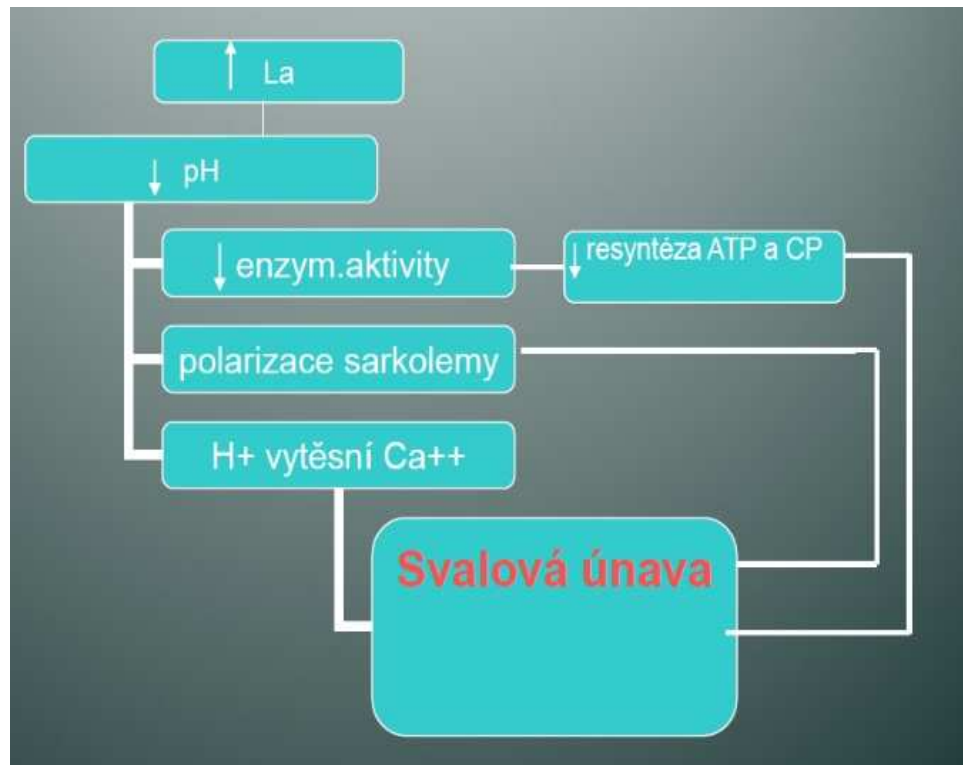 ↑ La
↓ pH
↓ enzym.aktivity
↓ resyntéza ATP a CP
polarizace sarkolemy
H+ vytěsní Ca++
Svalová únava